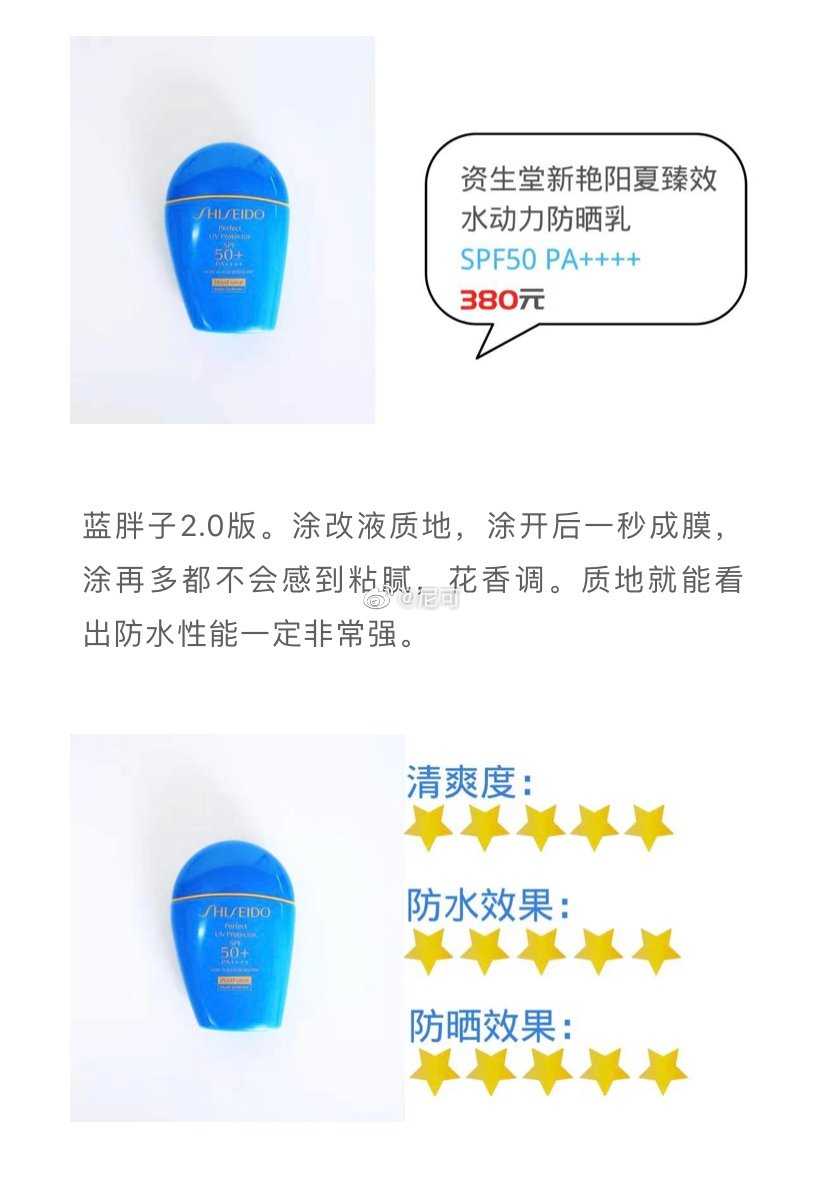 SHISEIDO
Perfect
UV Protector
SPF
50+
PA++++
资生堂新艳阳夏臻效
水动力防晒乳
SPF50 PA++++
380元
蓝胖子2.0版。涂改液质地，涂开后一秒成膜，
涂再多都不会感到粘腻，花香调。质地就能看
出防水性能一定非常强。
@尼可
SHISEIDO
Perfect
UV Protector
SPF
50+
PA++++
清爽度：
防水效果：
防晒效果：